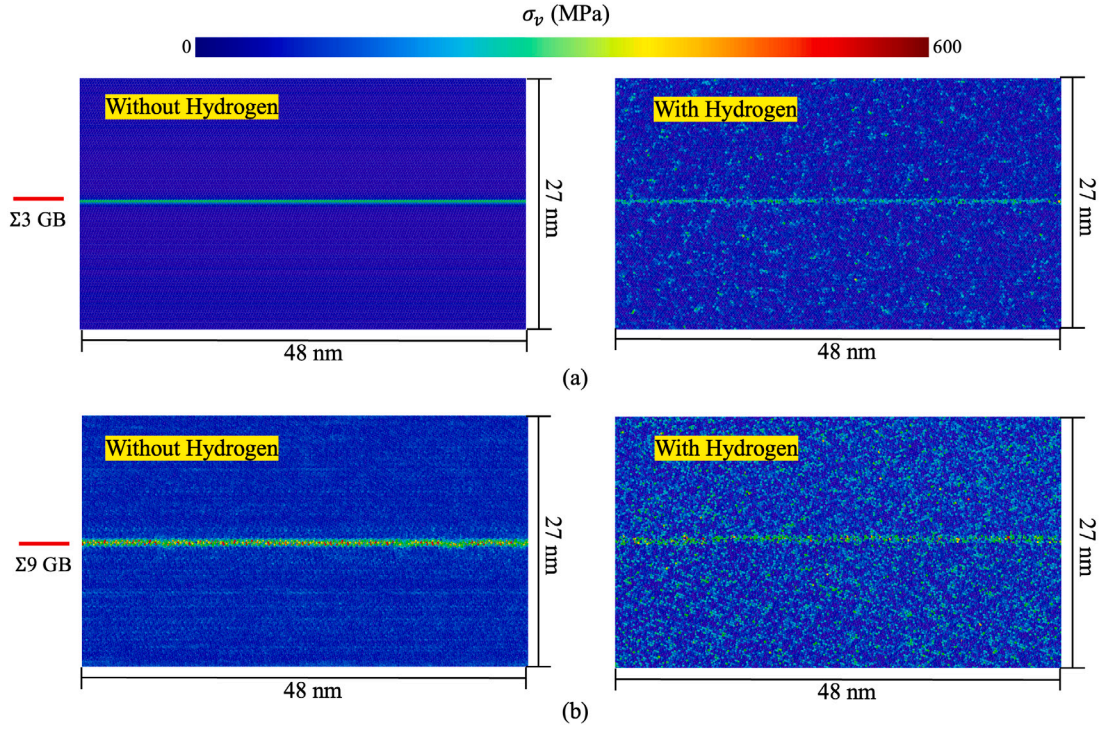 σᵥ (MPa)
0
600
Without Hydrogen
With Hydrogen
Σ3 GB
27 nm
27 nm
48 nm
48 nm
(a)
Without Hydrogen
With Hydrogen
Σ9 GB
27 nm
27 nm
48 nm
48 nm
(b)